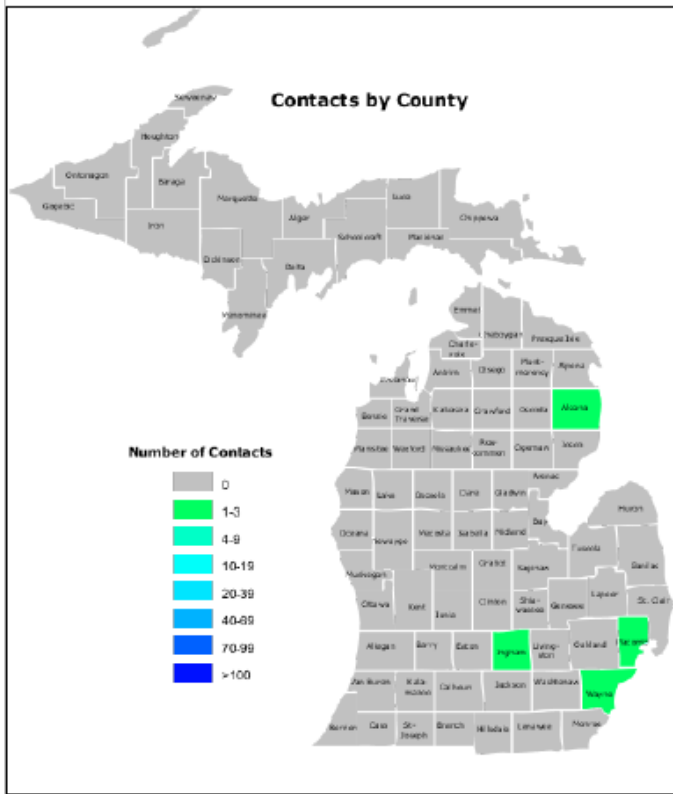 Contacts by County
Houghton
Ontonagon
Baraga
Gogebic
Iron
Marquette
Alger
Luce
Chippewa
Schoolcraft
Mackinac
Dickinson
Delta
Menominee
Emmet
Cheboygan
Presque Isle
Charle-
voix
Antrim
Otsego
Mont-
morency
Alpena
Benzie
Grand
Traverse
Kalkaska
Crawford
Oscoda
Alcona
Manistee
Wexford
Missaukee
Ros-
common
Ogemaw
Iosco
Number of Contacts
0
1-3
4-9
10-19
20-39
40-69
70-99
>100
Mason
Lake
Osceola
Clare
Gladwin
Arenac
Huron
Oceana
Newaygo
Mecosta
Isabella
Midland
Bay
Tuscola
Sanilac
Muskegon
Montcalm
Gratiot
Saginaw
Ottawa
Kent
Ionia
Clinton
Shia-
wassee
Genesee
Lapeer
St. Clair
Allegan
Barry
Eaton
Ingham
Living-
ston
Oakland
Macomb
Van Buren
Kala-
mazoo
Calhoun
Jackson
Washtenaw
Wayne
Berrien
Cass
St-
Joseph
Branch
Hillsdale
Lenawee
Monroe